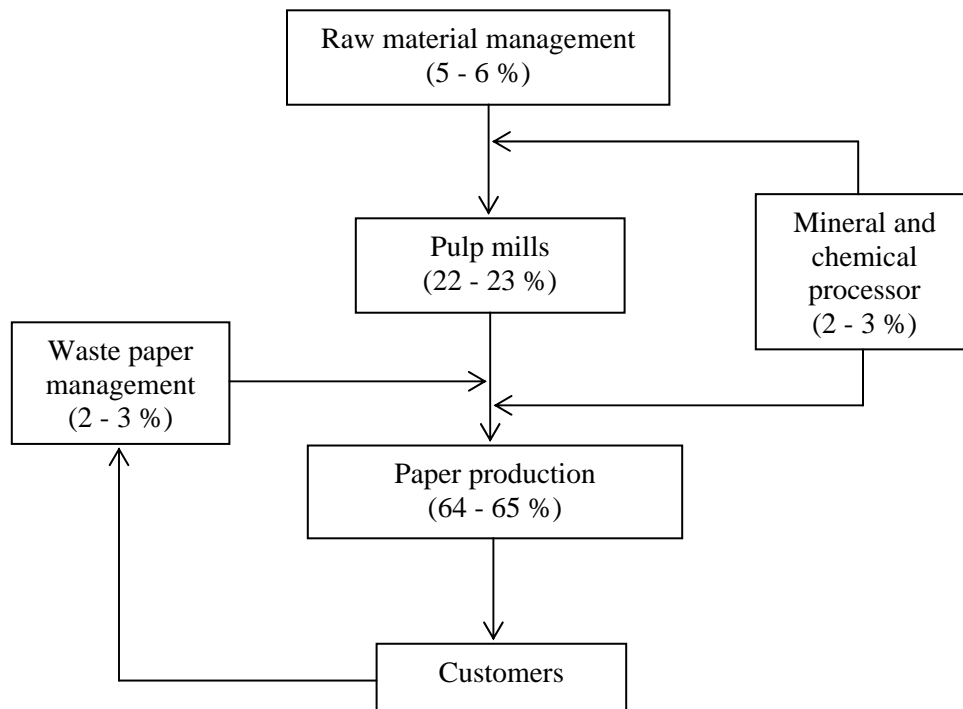 Raw material management
(5 - 6 %)
Pulp mills
(22 - 23 %)
Mineral and
chemical
processor
(2 - 3 %)
Waste paper
management
(2 - 3 %)
Paper production
(64 - 65 %)
Customers